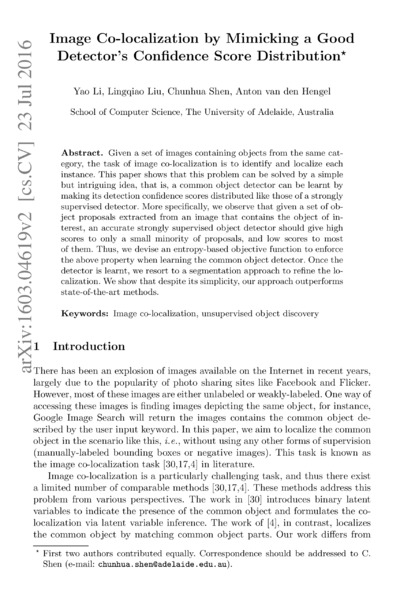 Image Co-localization by Mimicking a Good
Detector's Confidence Score Distribution*
Yao Li, Lingqiao Liu, Chunhua Shen, Anton van den Hengel
School of Computer Science, The University of Adelaide, Australia
Abstract. Given a set of images containing objects from the same cat-
egory, the task of image co-localization is to identify and localize each
instance. This paper shows that this problem can be solved by a simple
but intriguing idea, that is, a common object detector can be learnt by
making its detection confidence scores distributed like those of a strongly
supervised detector. More specifically, we observe that given a set of ob-
ject proposals extracted from an image that contains the object of in-
terest, an accurate strongly supervised object detector should give high
scores to only a small minority of proposals, and low scores to most
of them. Thus, we devise an entropy-based objective function to enforce
the above property when learning the common object detector. Once the
detector is learnt, we resort to a segmentation approach to refine the lo-
calization. We show that despite its simplicity, our approach outperforms
state-of-the-art methods.
Keywords: Image co-localization, unsupervised object discovery
1 Introduction
There has been an explosion of images available on the Internet in recent years,
largely due to the popularity of photo sharing sites like Facebook and Flicker.
However, most of these images are either unlabeled or weakly-labeled. One way of
accessing these images is finding images depicting the same object, for instance,
Google Image Search will return the images contains the common object de-
scribed by the user input keyword. In this paper, we aim to localize the common
object in the scenario like this, i.e., without using any other forms of supervision
(manually-labeled bounding boxes or negative images). This task is known as
the image co-localization task [30,17,4] in literature.
Image co-localization is a particularly challenging task, and thus there exist
a limited number of comparable methods [30,17,4]. These methods address this
problem from various perspectives. The work in [30] introduces binary latent
variables to indicate the presence of the common object and formulates the co-
localization via latent variable inference. The work of [4], in contrast, localizes
the common object by matching common object parts. Our work differs from
* First two authors contributed equally. Correspondence should be addressed to C.
Shen (e-mail: chunhua.shen@adelaide.edu.au).
arXiv:1603.04619v2 [cs.CV] 23 Jul 2016